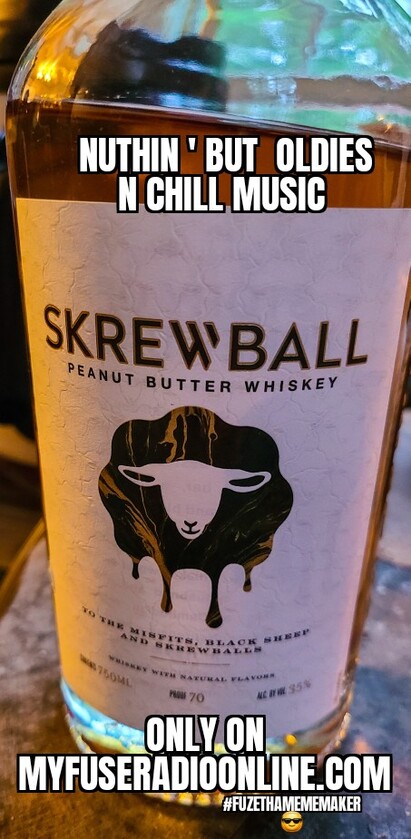 NUTHIN ' BUT OLDIES
N CHILL MUSIC
SKREWBALL
PEANUT BUTTER WHISKEY
TO THE MISFITS, BLACK SHEEP
AND SKREWBALLS
WHISKEY WITH NATURAL FLAVORS
750ML PROOF 70 ALC BY VOL 35%
ONLY ON
MYFUSERADIOONLINE.COM
#FUZETHAMEMEMAKER